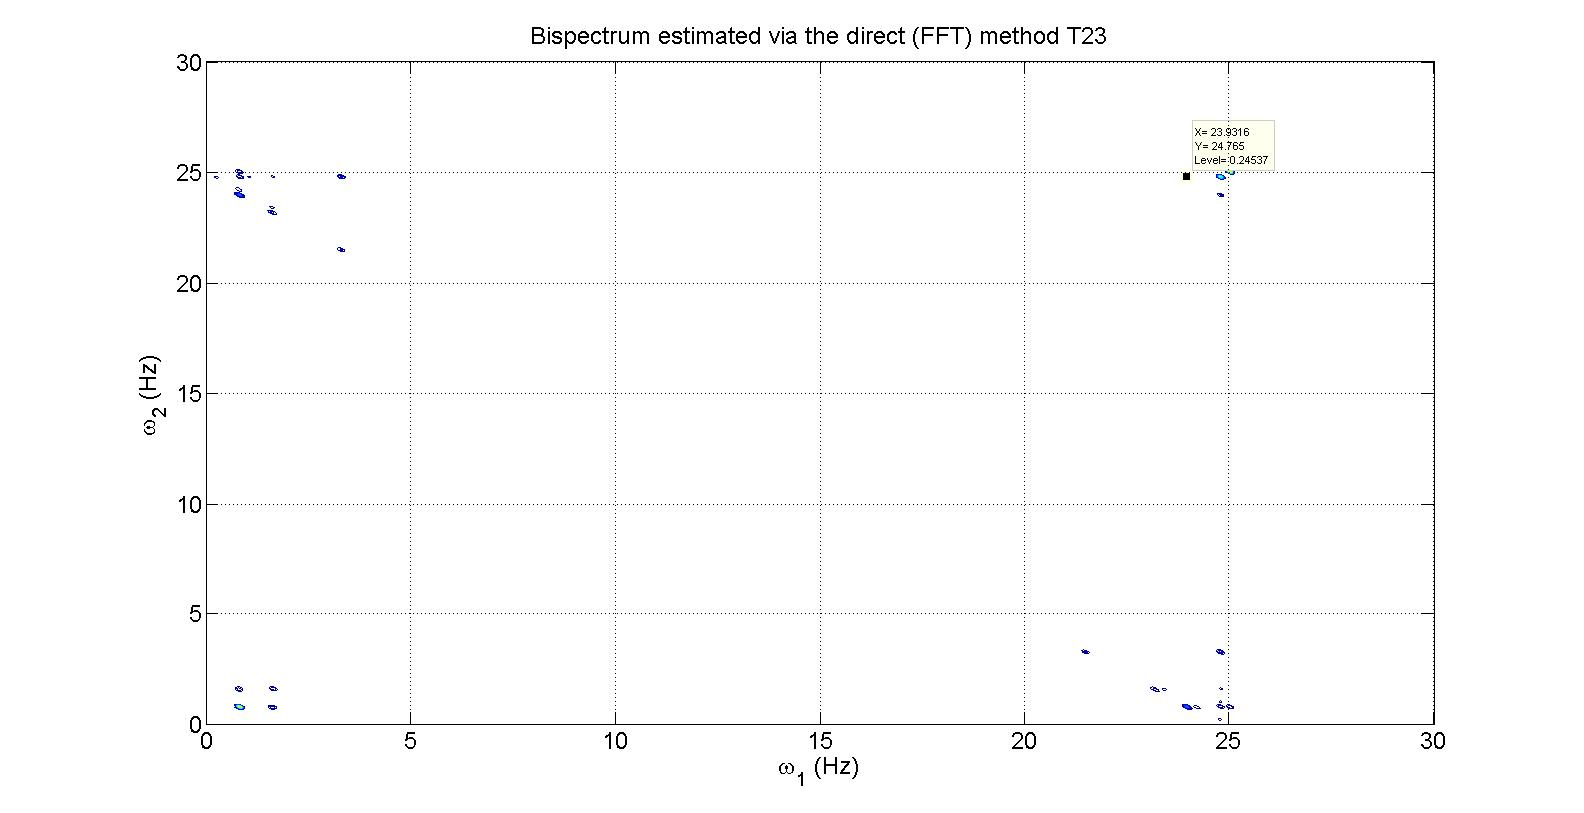 Bispectrum estimated via the direct (FFT) method T23
30
25
20
15
10
5
0
ω2 (Hz)
X= 23.9316
Y= 24.765
Level= 0.24537
0 5 10 15 20 25 30
ω1 (Hz)